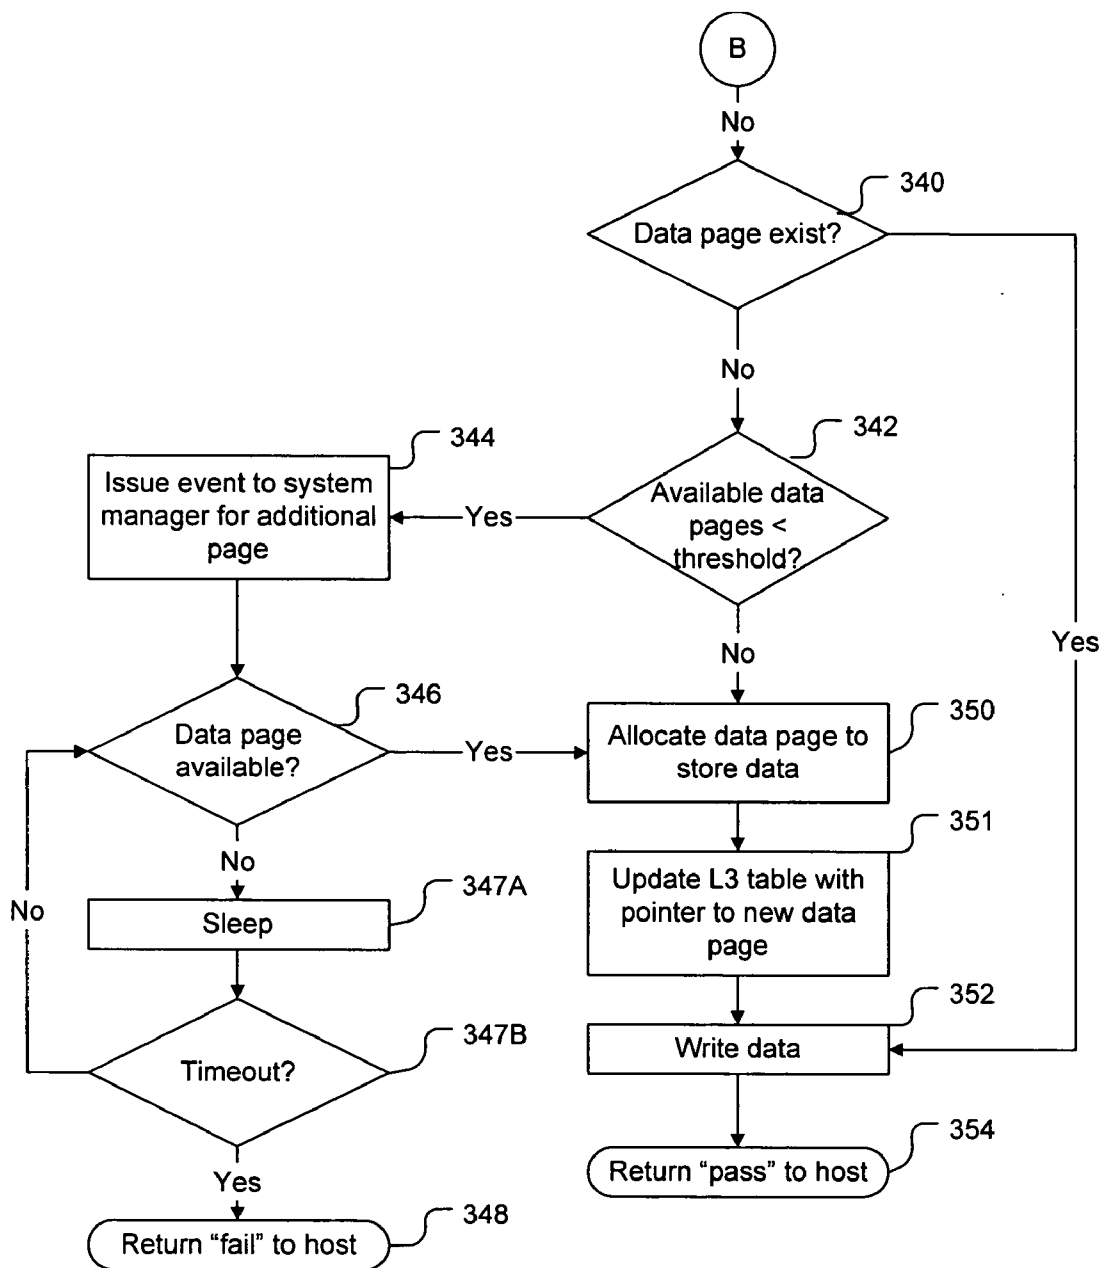 B
No
340
Data page exist?
No
342
344
Issue event to system
manager for additional
page
Yes
Available data
pages <
threshold?
Yes
No
346
Data page
available?
Yes
350
Allocate data page to
store data
No
No
347A
Sleep
351
Update L3 table with
pointer to new data
page
347B
Timeout?
352
Write data
Yes
354
Return “pass” to host
348
Return “fail” to host